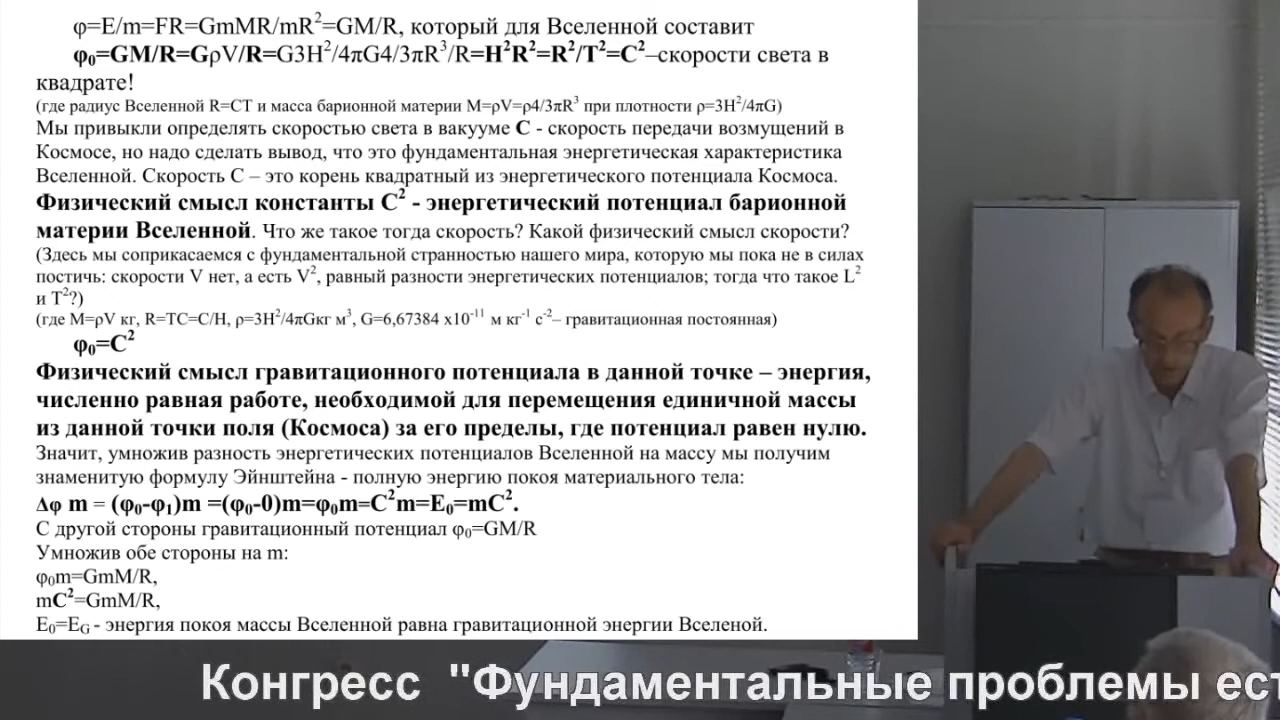 φ=E/m=FR=GmMR/mR²=GM/R, который для Вселенной составит
φ₀=GM/R=GρV/R=G3H²/4πG4/3πR³/R=H²R²=R²/T²=C²–скорости света в
квадрате!
(где радиус Вселенной R=CT и масса барионной материи M=ρV=ρ4/3πR³ при плотности ρ=3H²/4πG)
Мы привыкли определять скоростью света в вакууме С - скорость передачи возмущений в
Космосе, но надо сделать вывод, что это фундаментальная энергетическая характеристика
Вселенной. Скорость С – это корень квадратный из энергетического потенциала Космоса.
Физический смысл константы C² - энергетический потенциал барионной
материи Вселенной. Что же такое тогда скорость? Какой физический смысл скорости?
(Здесь мы соприкасаемся с фундаментальной странностью нашего мира, которую мы пока не в силах
постичь: скорости V нет, а есть V², равный разности энергетических потенциалов; тогда что такое L²
и T²?)
(где M=ρV кг, R=TC=C/H, ρ=3H²/4πGкг м³, G=6,67384 x10⁻¹¹ м кг⁻¹ с⁻²– гравитационная постоянная)
φ₀=C²
Физический смысл гравитационного потенциала в данной точке – энергия,
численно равная работе, необходимой для перемещения единичной массы
из данной точки поля (Космоса) за его пределы, где потенциал равен нулю.
Значит, умножив разность энергетических потенциалов Вселенной на массу мы получим
знаменитую формулу Эйнштейна - полную энергию покоя материального тела:
Δφ m = (φ₀-φ₁)m =(φ₀-0)m=φ₀m=C²m=E₀=mC².
С другой стороны гравитационный потенциал φ₀=GM/R
Умножив обе стороны на m:
φ₀m=GmM/R,
mC²=GmM/R,
E₀=E_G - энергия покоя массы Вселенной равна гравитационной энергии Вселеной.
Конгресс "Фундаментальные проблемы ест